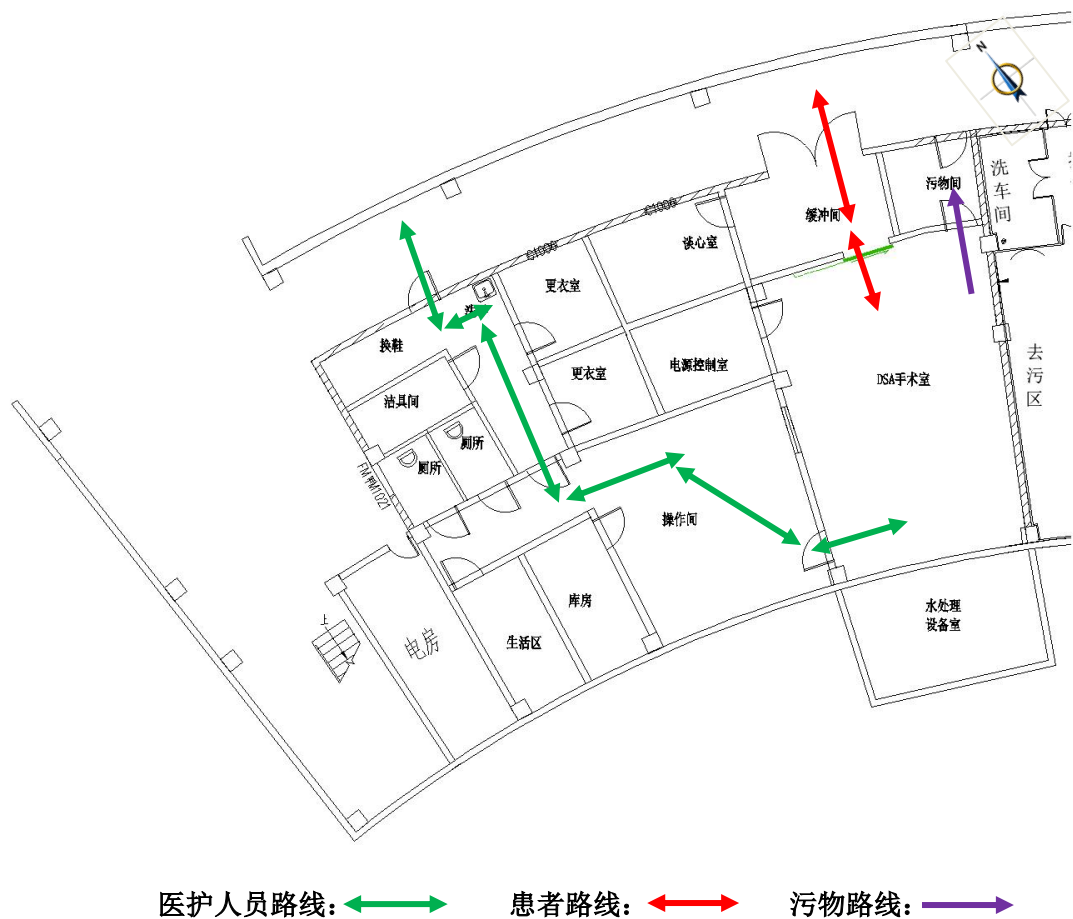 N
洗车间
污物间
缓冲间
C1006
谈心室
C1006
更衣室
换鞋
更衣室
电源控制室
DSA手术室
去污区
洁具间
厕所
厕所
操作间
库房
水处理
设备室
上
电房
生活区
医护人员路线：
患者路线：
污物路线：